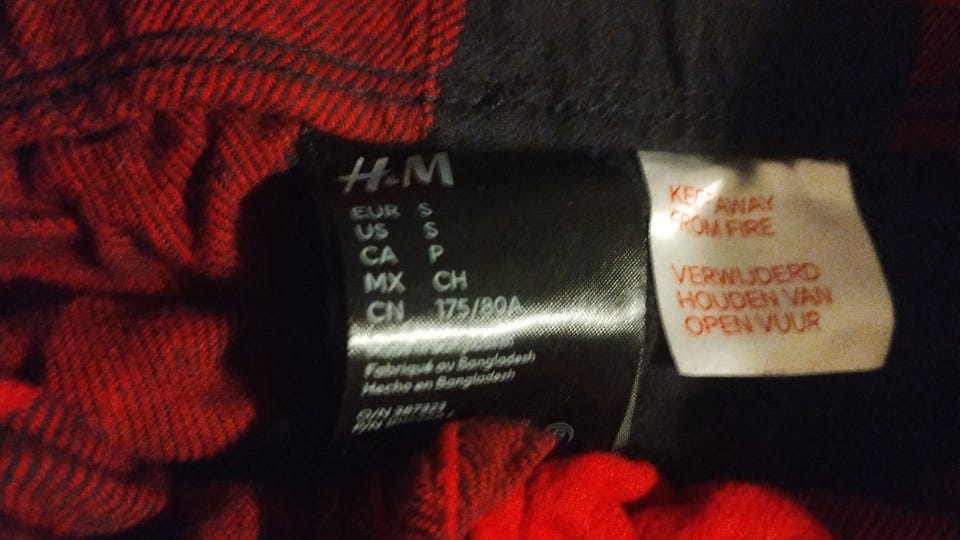 H&M
EUR S
US S
CA P
MX CH
CN 175/80A
Fabriqué au Bangladesh
Hecho en Bangladesh
O/N
P/N
KEEP AWAY
FROM FIRE
VERWIJDERD
HOUDEN VAN
OPEN VUUR